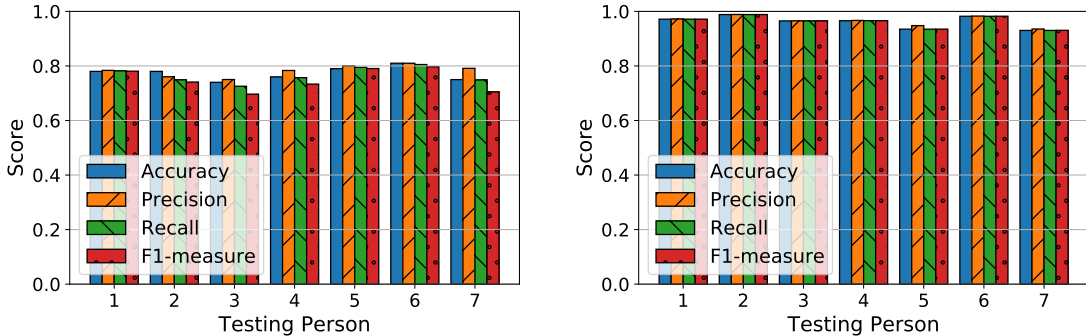 1.0
0.8
0.6
0.4
0.2
0.0
Score
Accuracy
Precision
Recall
F1-measure
1 2 3 4 5 6 7
Testing Person
1.0
0.8
0.6
0.4
0.2
0.0
Score
Accuracy
Precision
Recall
F1-measure
1 2 3 4 5 6 7
Testing Person